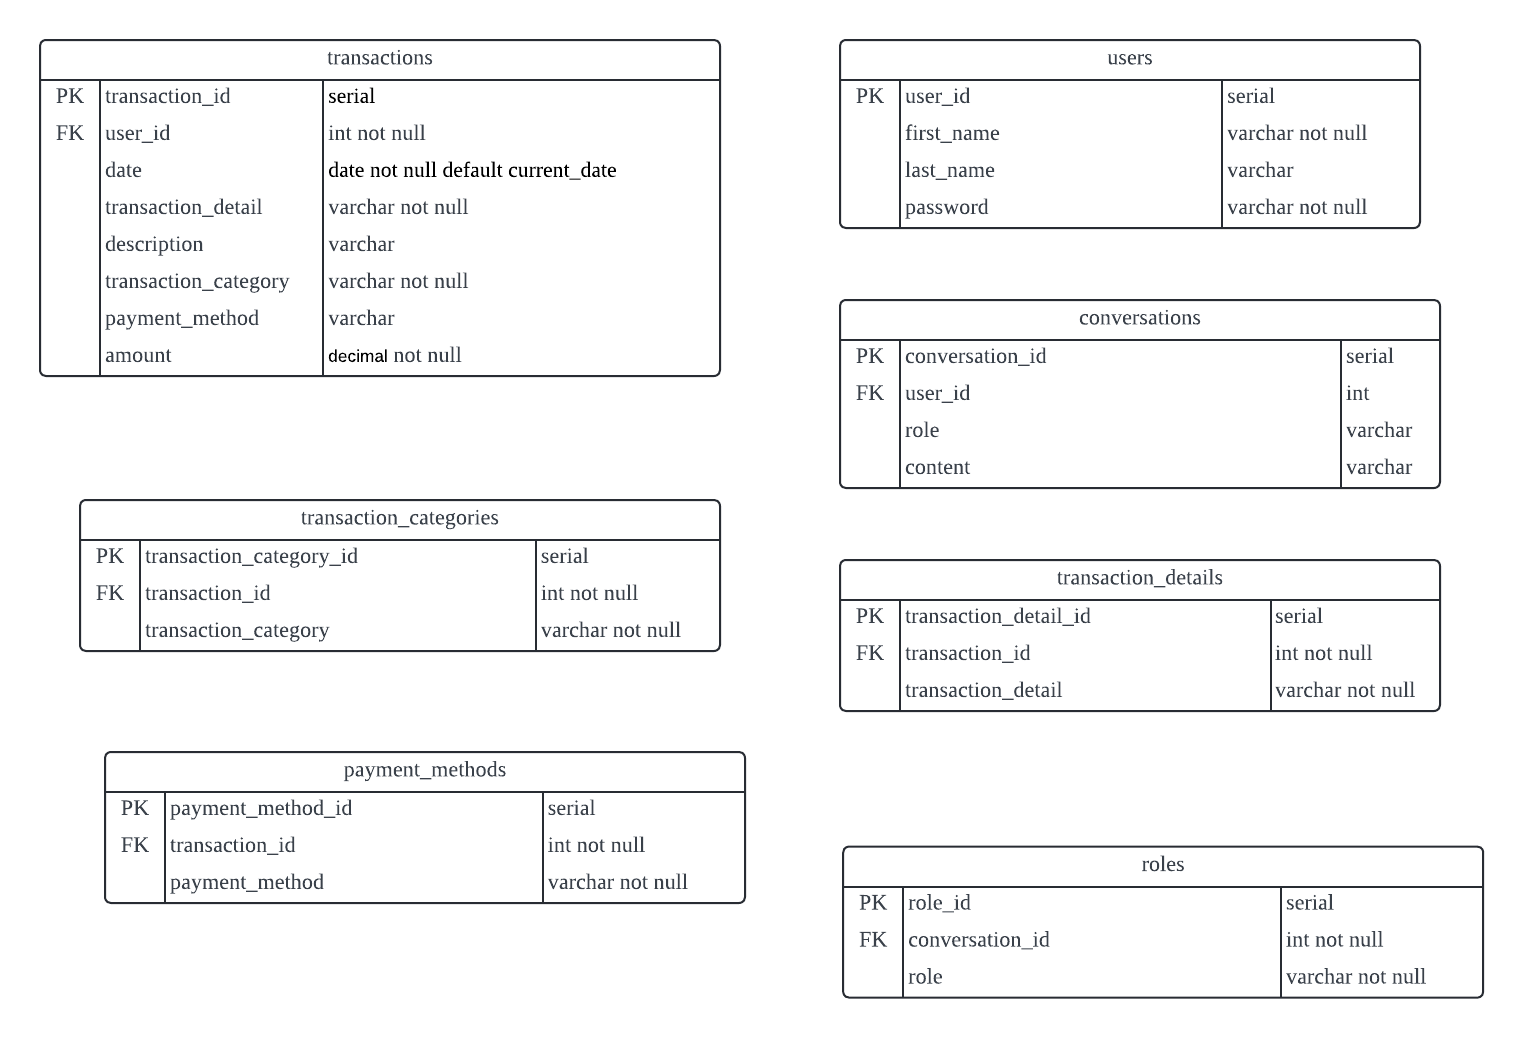 transactions
PK transaction_id serial
FK user_id int not null
date date not null default current_date
transaction_detail varchar not null
description varchar
transaction_category varchar not null
payment_method varchar
amount decimal not null
users
PK user_id serial
first_name varchar not null
last_name varchar
password varchar not null
conversations
PK conversation_id serial
FK user_id int
role varchar
content varchar
transaction_categories
PK transaction_category_id serial
FK transaction_id int not null
transaction_category varchar not null
transaction_details
PK transaction_detail_id serial
FK transaction_id int not null
transaction_detail varchar not null
payment_methods
PK payment_method_id serial
FK transaction_id int not null
payment_method varchar not null
roles
PK role_id serial
FK conversation_id int not null
role varchar not null